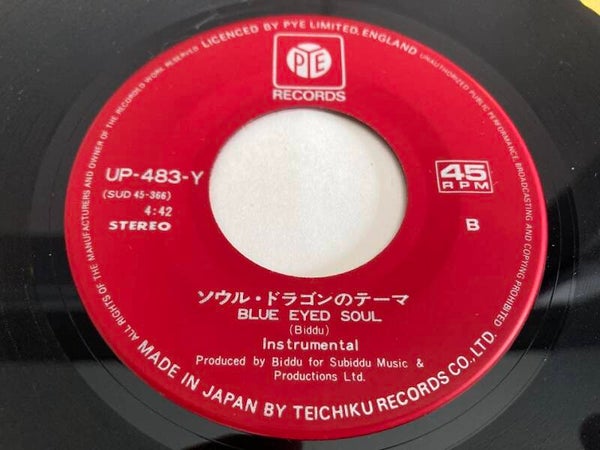 ALL RIGHTS OF THE MANUFACTURERS AND OWNER OF THE RECORDED WORK RESERVED LICENCED BY PYE LIMITED, ENGLAND UNAUTHORIZED PUBLIC PERFORMANCE, BROADCASTING AND COPYING PROHIBITED
PYE
RECORDS
UP-483-Y
(SUD 45-366)
4:42
STEREO
45
RPM
B
ソウル・ドラゴンのテーマ
BLUE EYED SOUL
(Biddu)
Instrumental
Produced by Biddu for Subiddu Music &
Productions Ltd.
MADE IN JAPAN BY TEICHIKU RECORDS CO., LTD.